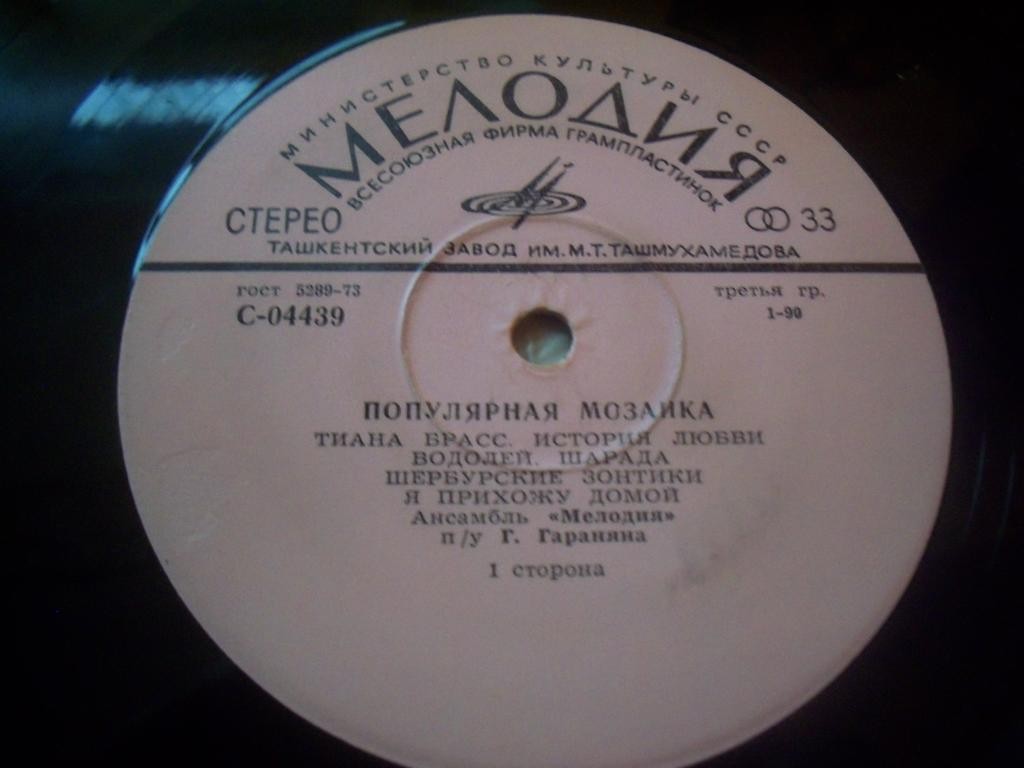 МИНИСТЕРСТВО КУЛЬТУРЫ СССР
МЕЛОДИЯ
ВСЕСОЮЗНАЯ ФИРМА ГРАМПЛАСТИНОК
СТЕРЕО 33
ТАШКЕНТСКИЙ ЗАВОД ИМ. М.Т. ТАШМУХАМЕДОВА
гост 5289-73 третья гр.
С-04439 1-90
ПОПУЛЯРНАЯ МОЗАИКА
ТИАНА БРАСС. ИСТОРИЯ ЛЮБВИ
ВОДОЛЕЙ. ШАРАДА
ШЕРБУРСКИЕ ЗОНТИКИ
Я ПРИХОЖУ ДОМОЙ
Ансамбль «Мелодия»
п/у Г. Гараняна
1 сторона